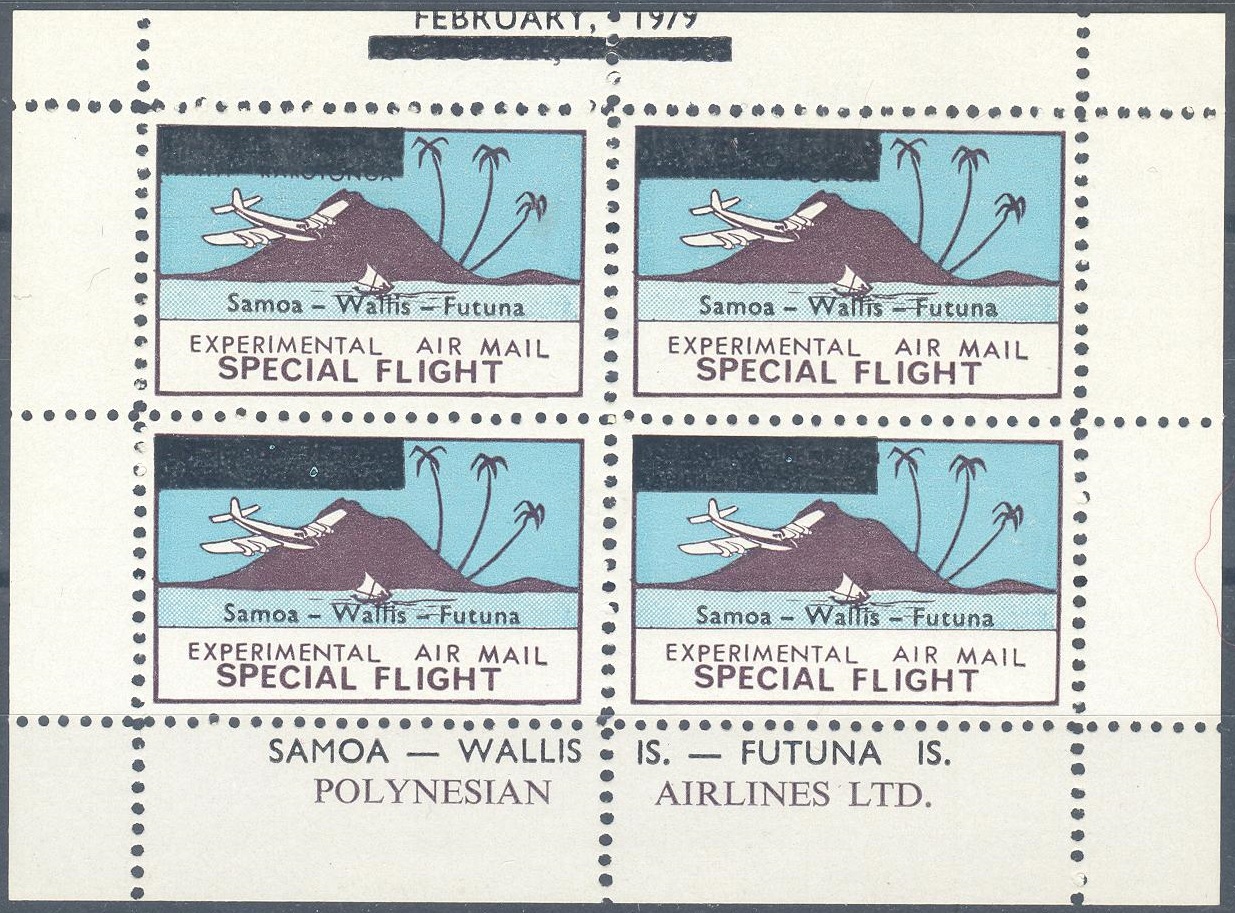 FEBRUARY, 1979
RAROTONGA
Samoa – Wallis – Futuna
EXPERIMENTAL AIR MAIL
SPECIAL FLIGHT
Samoa – Wallis – Futuna
EXPERIMENTAL AIR MAIL
SPECIAL FLIGHT
Samoa – Wallis – Futuna
EXPERIMENTAL AIR MAIL
SPECIAL FLIGHT
Samoa – Wallis – Futuna
EXPERIMENTAL AIR MAIL
SPECIAL FLIGHT
SAMOA — WALLIS IS. — FUTUNA IS.
POLYNESIAN AIRLINES LTD.